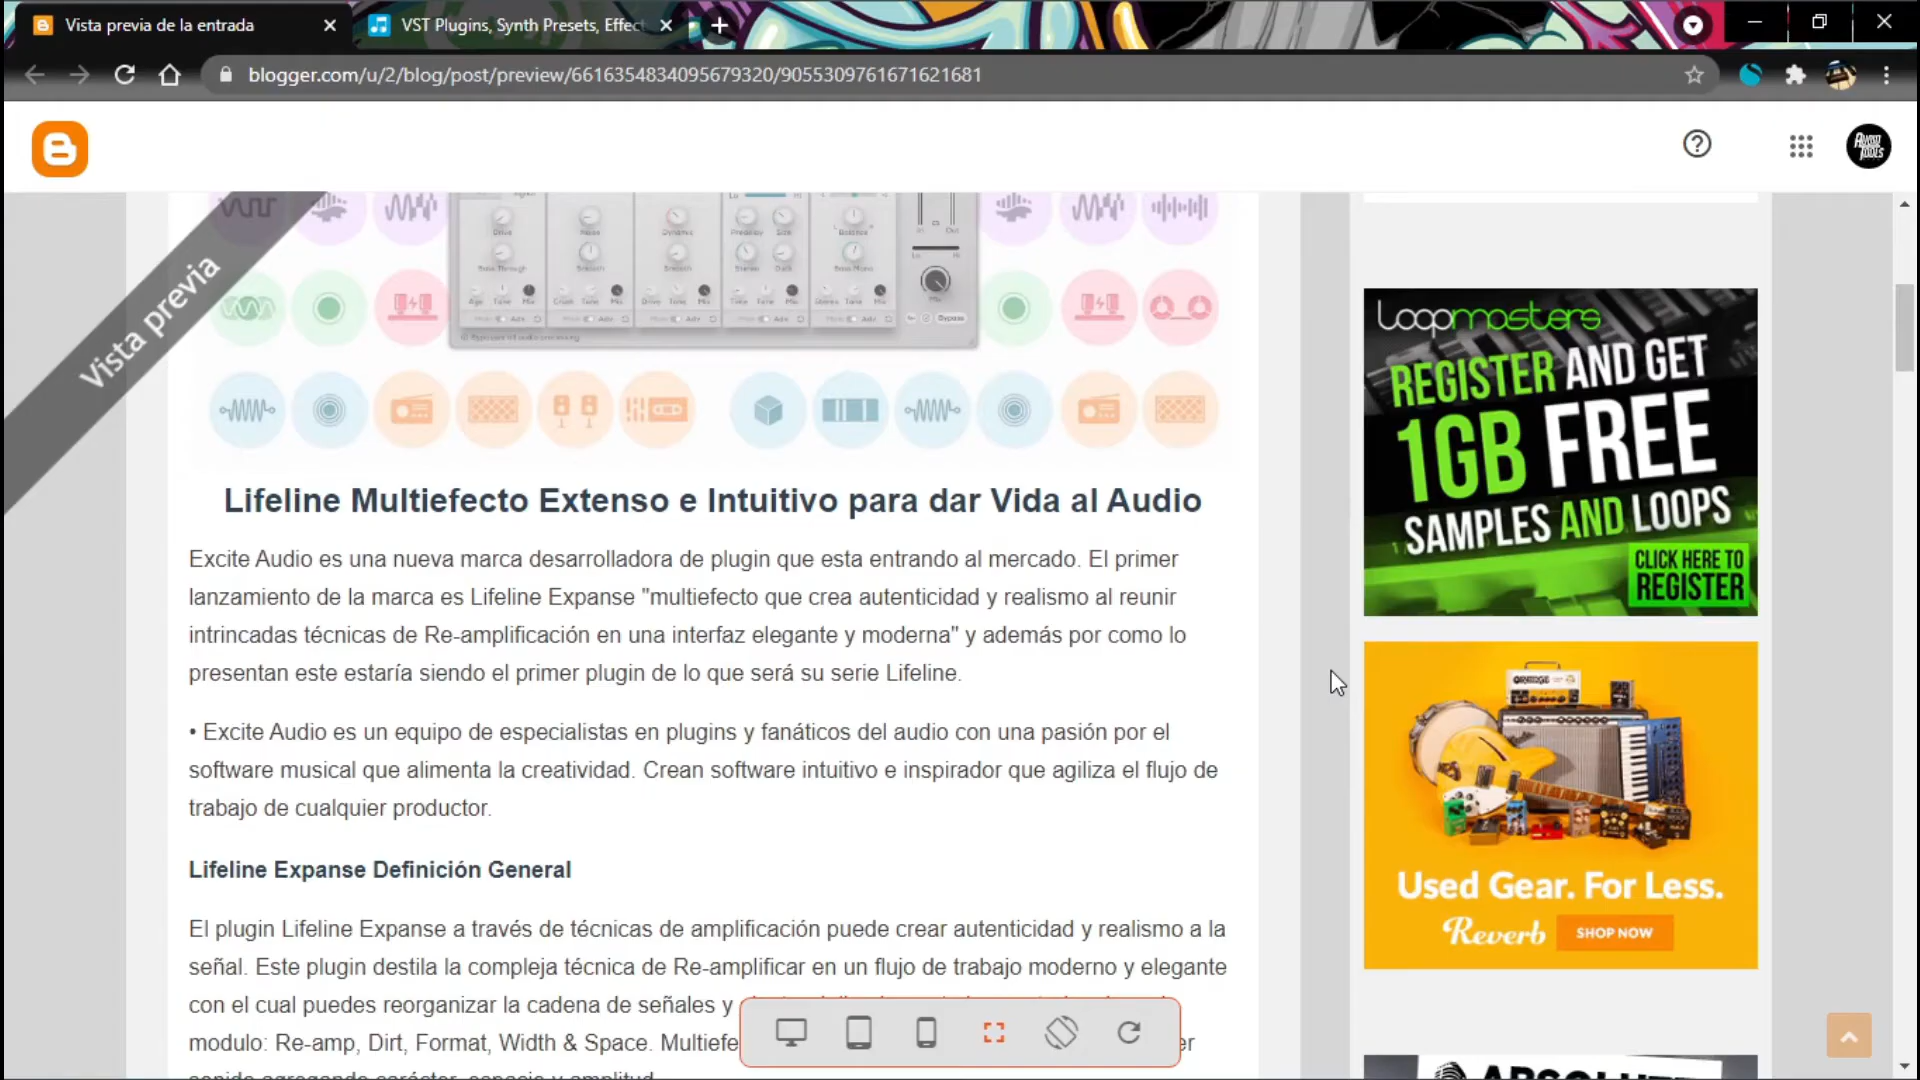 Vista previa de la entrada
VST Plugins, Synth Presets, Effec
blogger.com/u/2/blog/post/preview/6616354834095679320/9055309761671621681
Vista previa
Lifeline Multiefecto Extenso e Intuitivo para dar Vida al Audio
Excite Audio es una nueva marca desarrolladora de plugin que esta entrando al mercado. El primer
lanzamiento de la marca es Lifeline Expanse "multiefecto que crea autenticidad y realismo al reunir
intrincadas técnicas de Re-amplificación en una interfaz elegante y moderna" y además por como lo
presentan este estaría siendo el primer plugin de lo que será su serie Lifeline.
• Excite Audio es un equipo de especialistas en plugins y fanáticos del audio con una pasión por el
software musical que alimenta la creatividad. Crean software intuitivo e inspirador que agiliza el flujo de
trabajo de cualquier productor.
Lifeline Expanse Definición General
El plugin Lifeline Expanse a través de técnicas de amplificación puede crear autenticidad y realismo a la
señal. Este plugin destila la compleja técnica de Re-amplificar en un flujo de trabajo moderno y elegante
con el cual puedes reorganizar la cadena de señales y
modulo: Re-amp, Dirt, Format, Width & Space.
Loopmasters
REGISTER AND GET
1GB FREE
SAMPLES AND LOOPS
CLICK HERE TO
REGISTER
ORANGE
Used Gear. For Less.
Reverb SHOP NOW